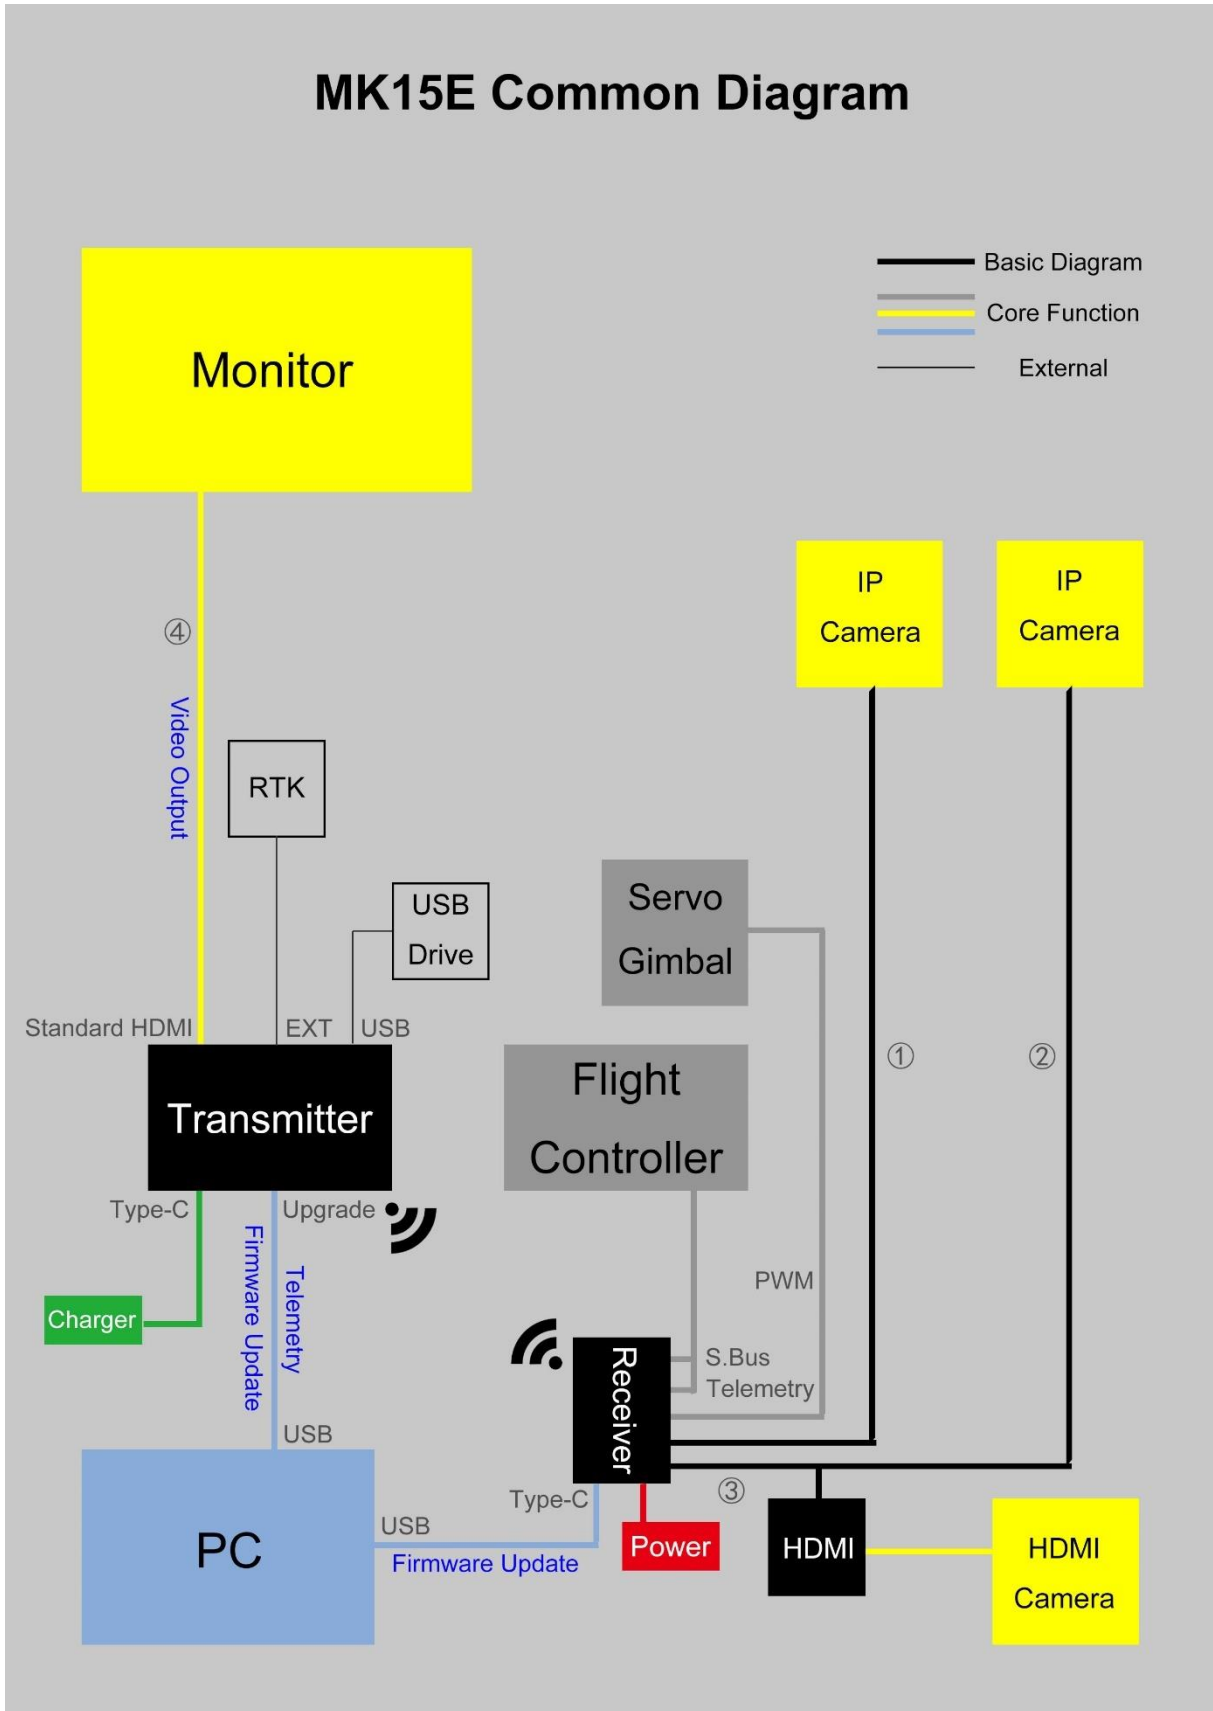 MK15E Common Diagram
Basic Diagram
Core Function
External
Monitor
④
Video Output
IP
Camera
IP
Camera
RTK
USB
Drive
Servo
Gimbal
Standard HDMI
EXT
USB
Transmitter
Flight
Controller
①
②
Type-C
Upgrade
Charger
Firmware Update
Telemetry
PWM
Receiver
S.Bus
Telemetry
USB
PC
USB
Firmware Update
Type-C
Power
③
HDMI
HDMI
Camera